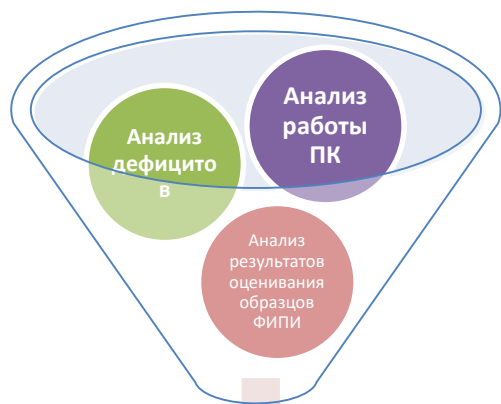 Анализ
работы
ПК
Анализ
дефицито
в
Анализ
результатов
оценивания
образцов
ФИПИ